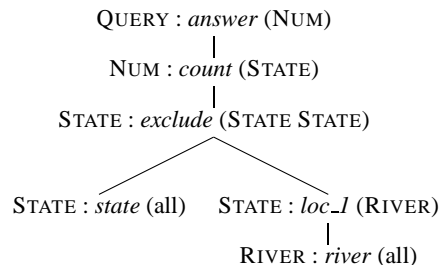 QUERY : answer (NUM)
NUM : count (STATE)
STATE : exclude (STATE STATE)
STATE : state (all) STATE : loc_1 (RIVER)
RIVER : river (all)